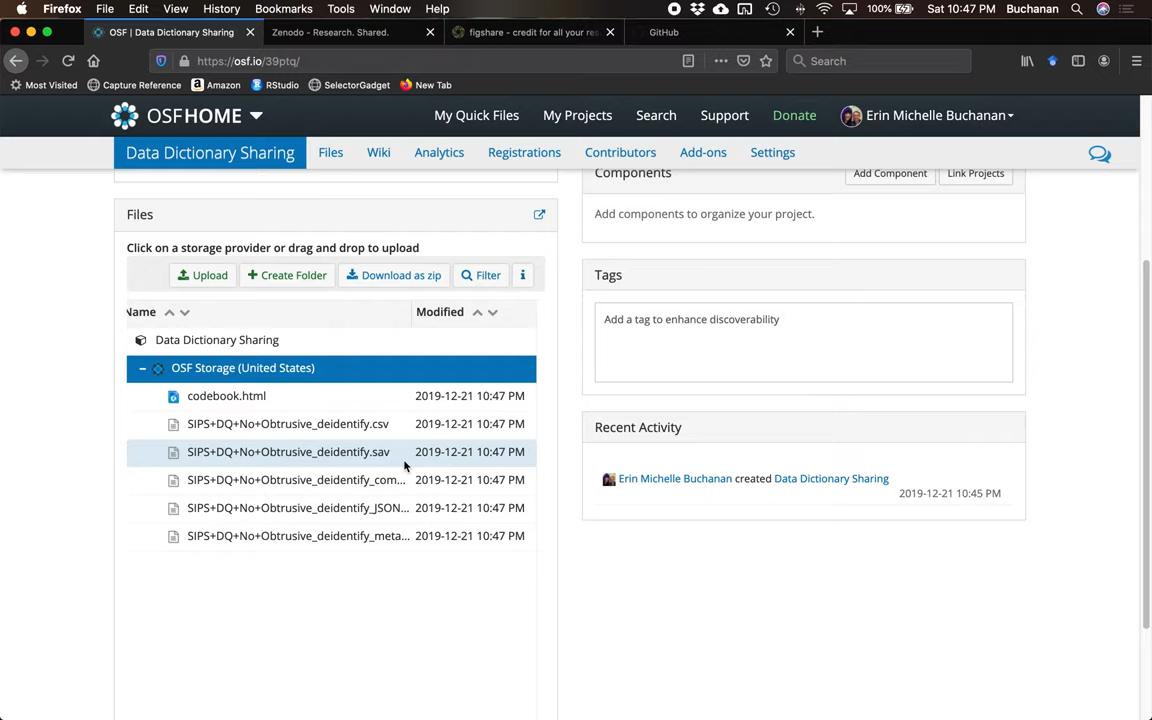 Firefox File Edit View History Bookmarks Tools Window Help 100% Sat 10:47 PM Buchanan
OSF | Data Dictionary Sharing Zenodo - Research. Shared. figshare - credit for all your res GitHub
https://osf.io/39ptq/ Search
Most Visited Capture Reference Amazon RStudio SelectorGadget New Tab
OSFHOME My Quick Files My Projects Search Support Donate Erin Michelle Buchanan
Data Dictionary Sharing Files Wiki Analytics Registrations Contributors Add-ons Settings
Components Add Component Link Projects
Add components to organize your project.
Files
Click on a storage provider or drag and drop to upload
Upload Create Folder Download as zip Filter i
Name Modified
Data Dictionary Sharing
OSF Storage (United States)
codebook.html 2019-12-21 10:47 PM
SIPS+DQ+No+Obtrusive_deidentify.csv 2019-12-21 10:47 PM
SIPS+DQ+No+Obtrusive_deidentify.sav 2019-12-21 10:47 PM
SIPS+DQ+No+Obtrusive_deidentify_com... 2019-12-21 10:47 PM
SIPS+DQ+No+Obtrusive_deidentify_JSON... 2019-12-21 10:47 PM
SIPS+DQ+No+Obtrusive_deidentify_meta... 2019-12-21 10:47 PM
Tags
Add a tag to enhance discoverability
Recent Activity
Erin Michelle Buchanan created Data Dictionary Sharing
2019-12-21 10:45 PM